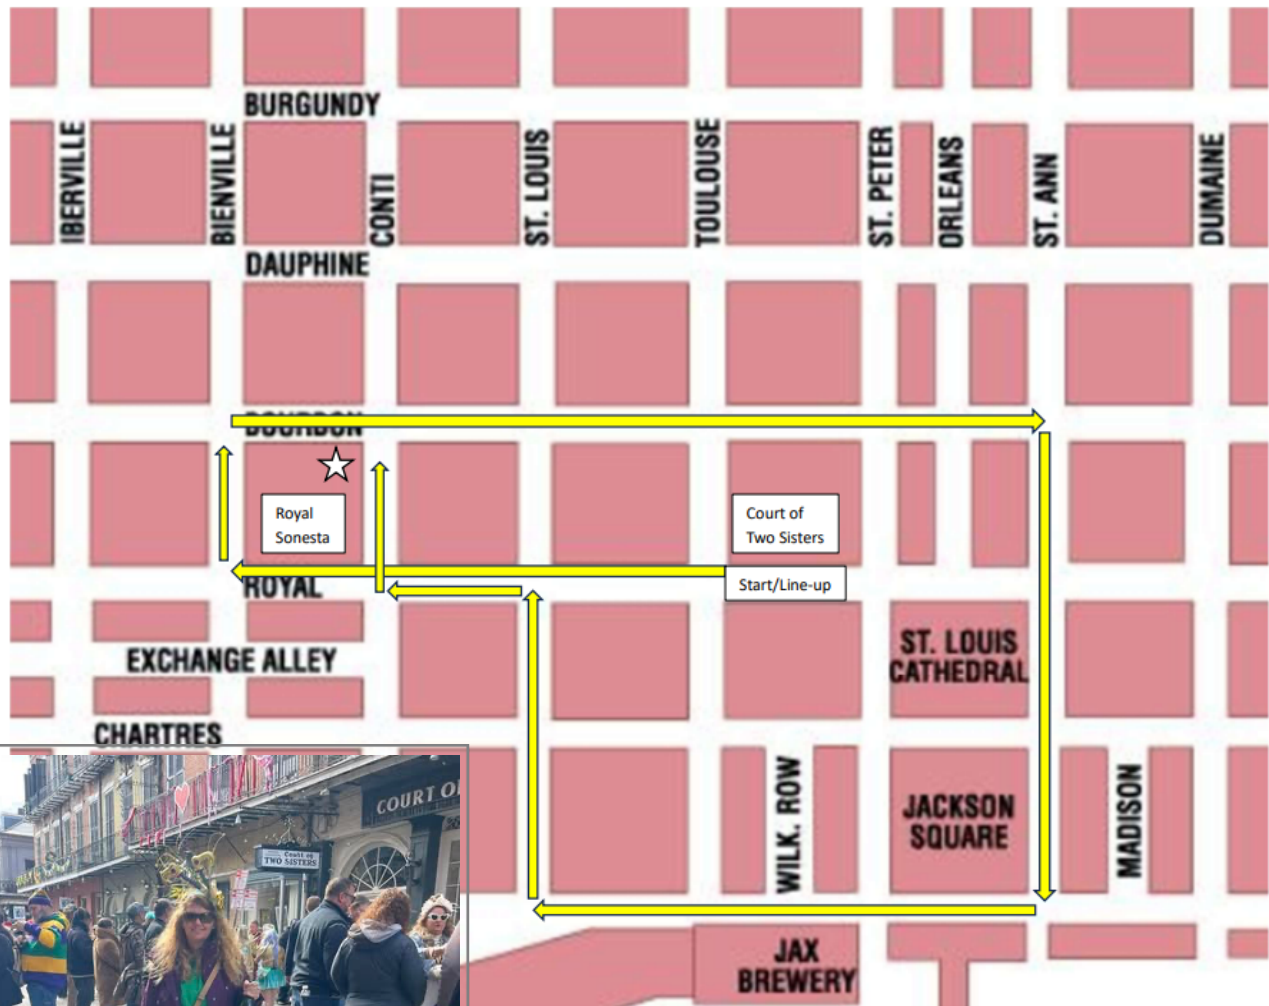 BURGUNDY
IBERVILLE
BIENVILLE
CONTI
ST. LOUIS
TOULOUSE
ST. PETER
ORLEANS
ST. ANN
DUMAINE
DAUPHINE
BOURBON
Royal
Sonesta
Court of
Two Sisters
Start/Line-up
ROYAL
EXCHANGE ALLEY
ST. LOUIS
CATHEDRAL
CHARTRES
WILK. ROW
JACKSON
SQUARE
MADISON
COURT O
Court of
TWO SISTERS
JAX
BREWERY